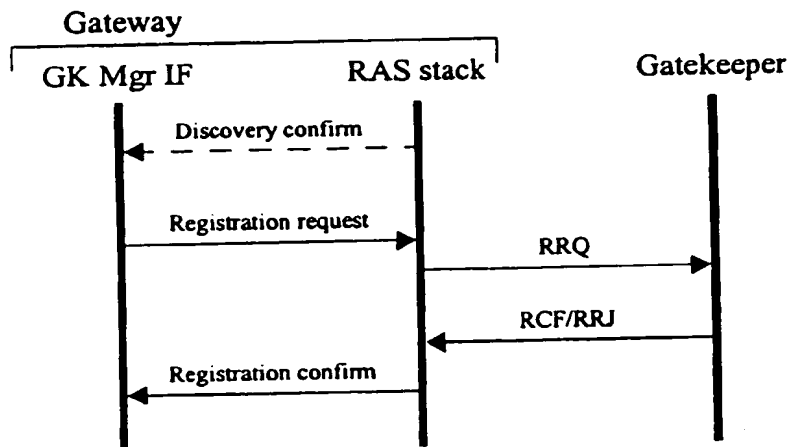 Gateway
GK Mgr IF
RAS stack
Gatekeeper
Discovery confirm
Registration request
RRQ
RCF/RRJ
Registration confirm